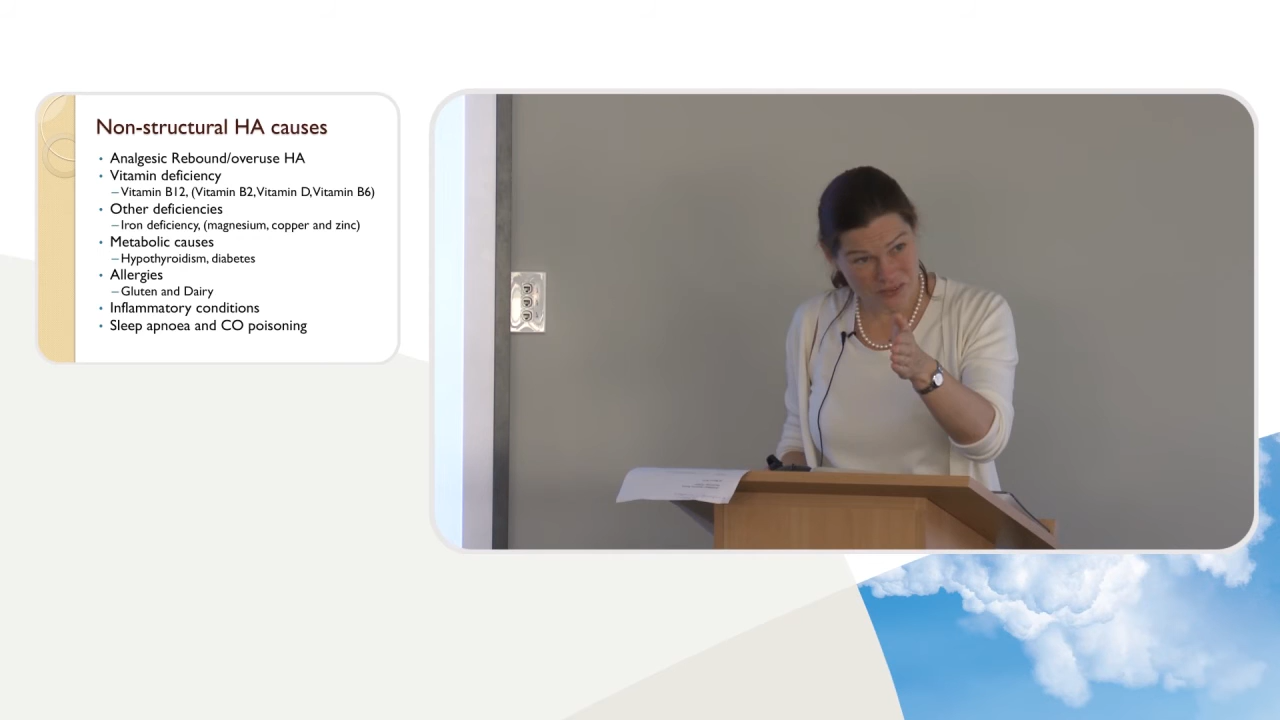 Non-structural HA causes
• Analgesic Rebound/overuse HA
• Vitamin deficiency
–Vitamin B12, (Vitamin B2, Vitamin D, Vitamin B6)
• Other deficiencies
–Iron deficiency, (magnesium, copper and zinc)
• Metabolic causes
–Hypothyroidism, diabetes
• Allergies
–Gluten and Dairy
• Inflammatory conditions
• Sleep apnoea and CO poisoning